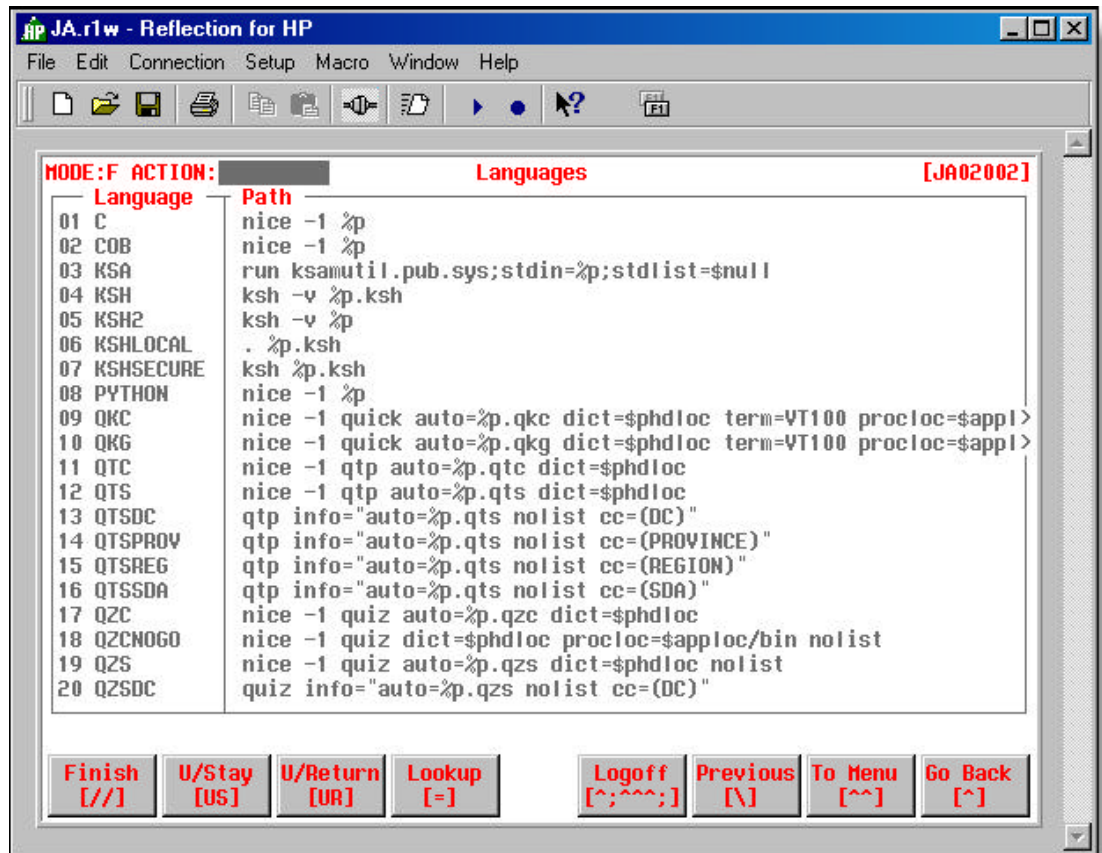 JA.r1w - Reflection for HP
File Edit Connection Setup Macro Window Help
MODE:F ACTION: Languages [JA02002]
Language Path
01 C nice -1 %p
02 COB nice -1 %p
03 KSA run ksamutil.pub.sys;stdin=%p;stdlist=$null
04 KSH ksh -v %p.ksh
05 KSH2 ksh -v %p
06 KSHLOCAL . %p.ksh
07 KSHSECURE ksh %p.ksh
08 PYTHON nice -1 %p
09 QKC nice -1 quick auto=%p.qkc dict=$phdloc term=VT100 procloc=$appl>
10 QKG nice -1 quick auto=%p.qkg dict=$phdloc term=VT100 procloc=$appl>
11 QTC nice -1 qtp auto=%p.qtc dict=$phdloc
12 QTS nice -1 qtp auto=%p.qts dict=$phdloc
13 QTSDC qtp info="auto=%p.qts nolist cc=(DC)"
14 QTSPROV qtp info="auto=%p.qts nolist cc=(PROVINCE)"
15 QTSREG qtp info="auto=%p.qts nolist cc=(REGION)"
16 QTSSDA qtp info="auto=%p.qts nolist cc=(SDA)"
17 QZC nice -1 quiz auto=%p.qzc dict=$phdloc
18 QZCNOGO nice -1 quiz dict=$phdloc procloc=$apploc/bin nolist
19 QZS nice -1 quiz auto=%p.qzs dict=$phdloc nolist
20 QZSDC quiz info="auto=%p.qzs nolist cc=(DC)"
Finish U/Stay U/Return Lookup Logoff Previous To Menu Go Back
[//] [US] [UR] [=] [^;^^^;] [\] [^^] [^]